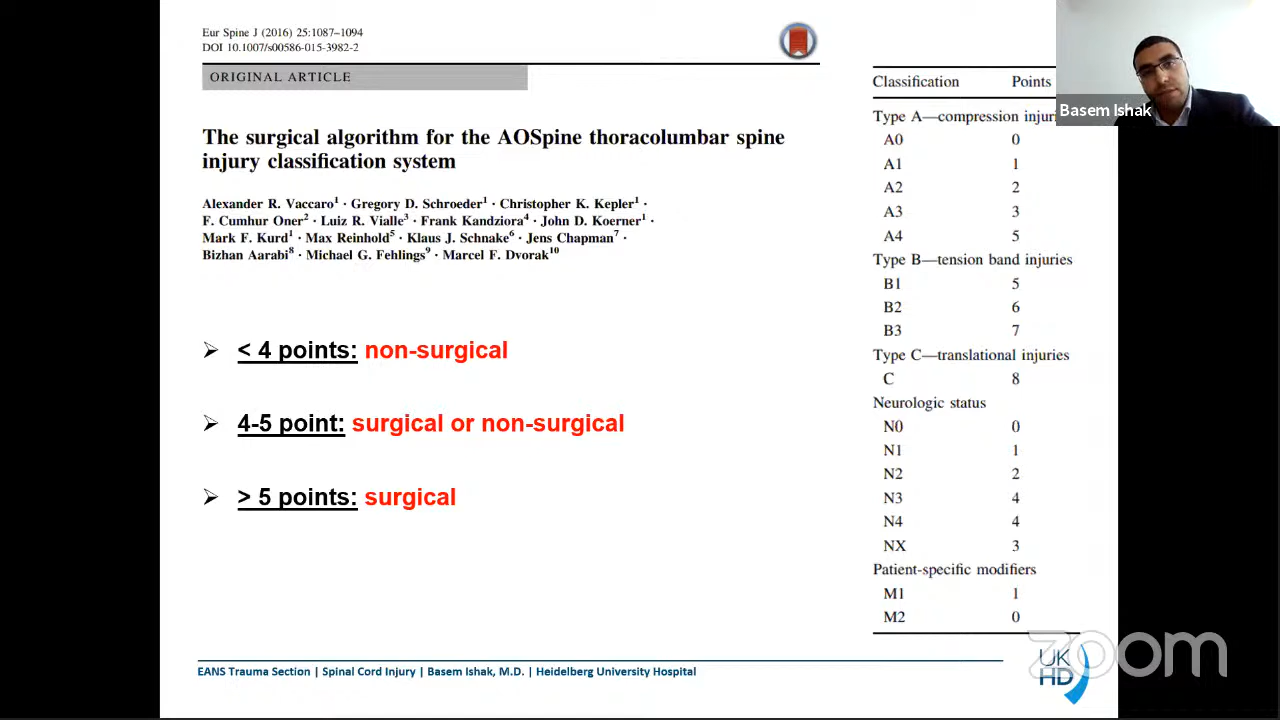 Eur Spine J (2016) 25:1087–1094
DOI 10.1007/s00586-015-3982-2
ORIGINAL ARTICLE
The surgical algorithm for the AOSpine thoracolumbar spine
injury classification system
Alexander R. Vaccaro1 · Gregory D. Schroeder1 · Christopher K. Kepler1 ·
F. Cumhur Oner2 · Luiz R. Vialle3 · Frank Kandziora4 · John D. Koerner1 ·
Mark F. Kurd1 · Max Reinhold5 · Klaus J. Schnake6 · Jens Chapman7 ·
Bizhan Aarabi8 · Michael G. Fehlings9 · Marcel F. Dvorak10
➢ < 4 points: non-surgical
➢ 4-5 point: surgical or non-surgical
➢ > 5 points: surgical
Classification Points
Type A—compression injuri
A0 0
A1 1
A2 2
A3 3
A4 5
Type B—tension band injuries
B1 5
B2 6
B3 7
Type C—translational injuries
C 8
Neurologic status
N0 0
N1 1
N2 2
N3 4
N4 4
NX 3
Patient-specific modifiers
M1 1
M2 0
Basem Ishak
EANS Trauma Section | Spinal Cord Injury | Basem Ishak, M.D. | Heidelberg University Hospital
UK
HD
zoom